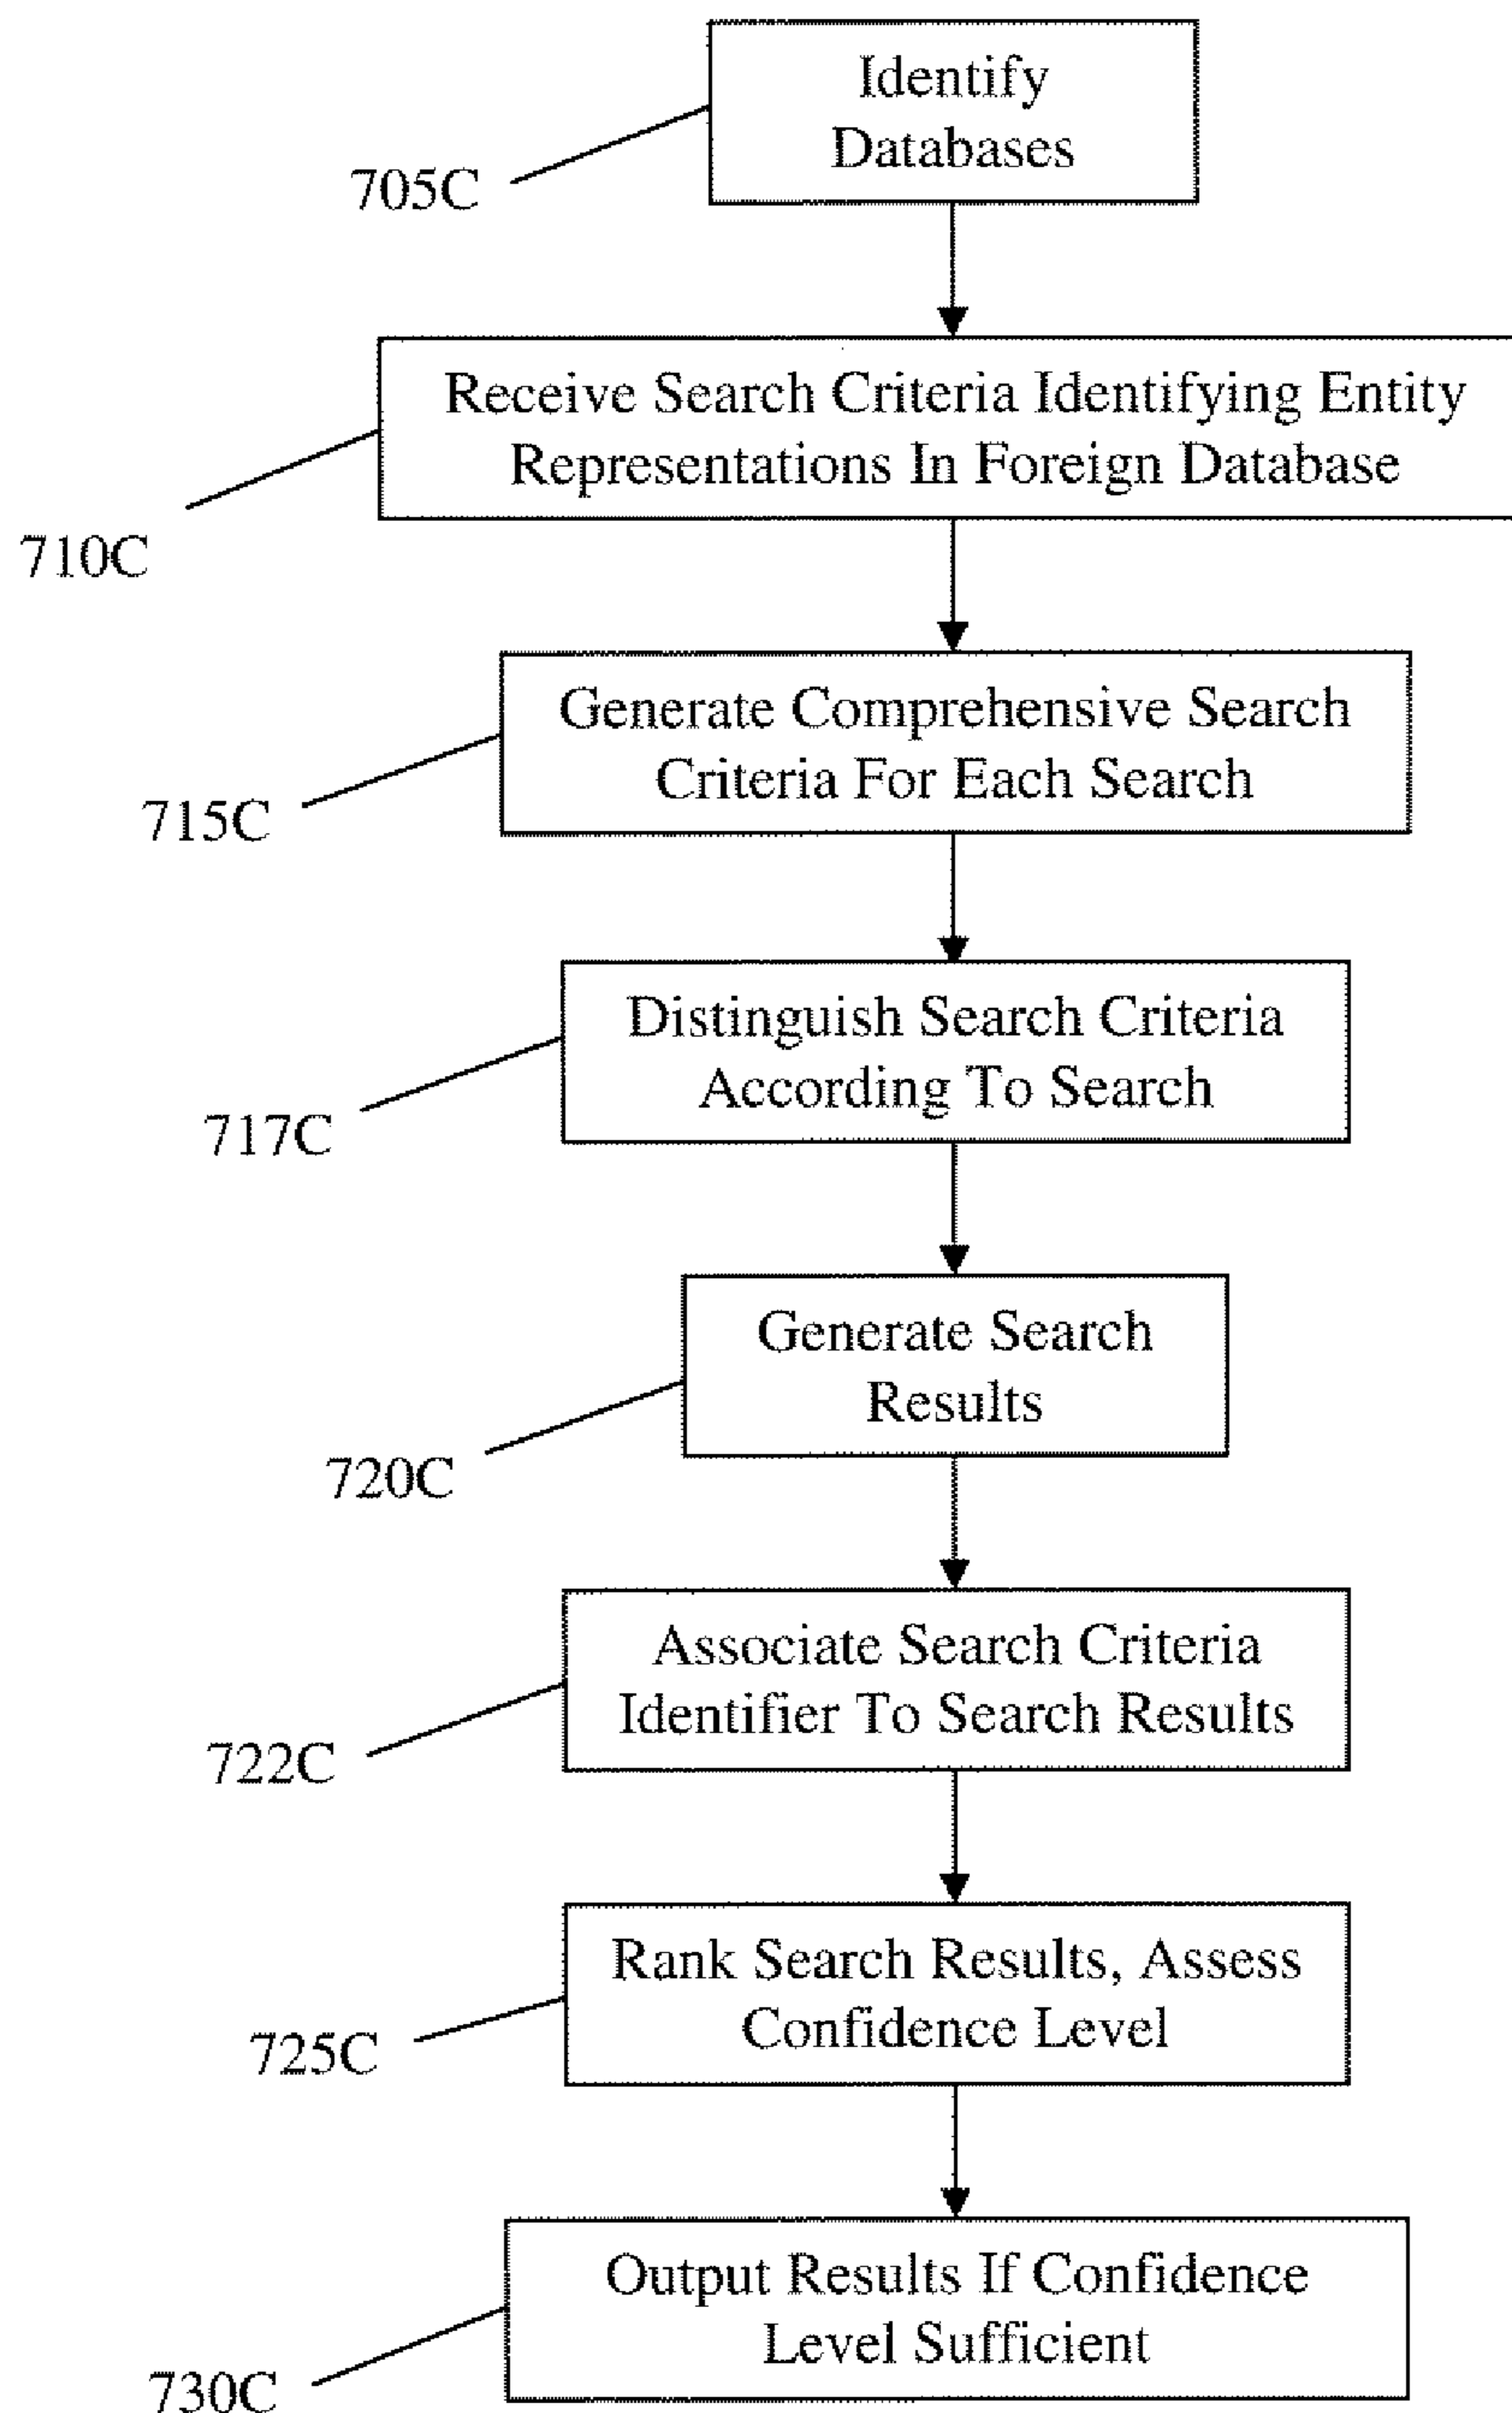 Identify
Databases
705C
Receive Search Criteria Identifying Entity
Representations In Foreign Database
710C
Generate Comprehensive Search
Criteria For Each Search
715C
Distinguish Search Criteria
According To Search
717C
Generate Search
Results
720C
Associate Search Criteria
Identifier To Search Results
722C
Rank Search Results, Assess
Confidence Level
725C
Output Results If Confidence
Level Sufficient
730C